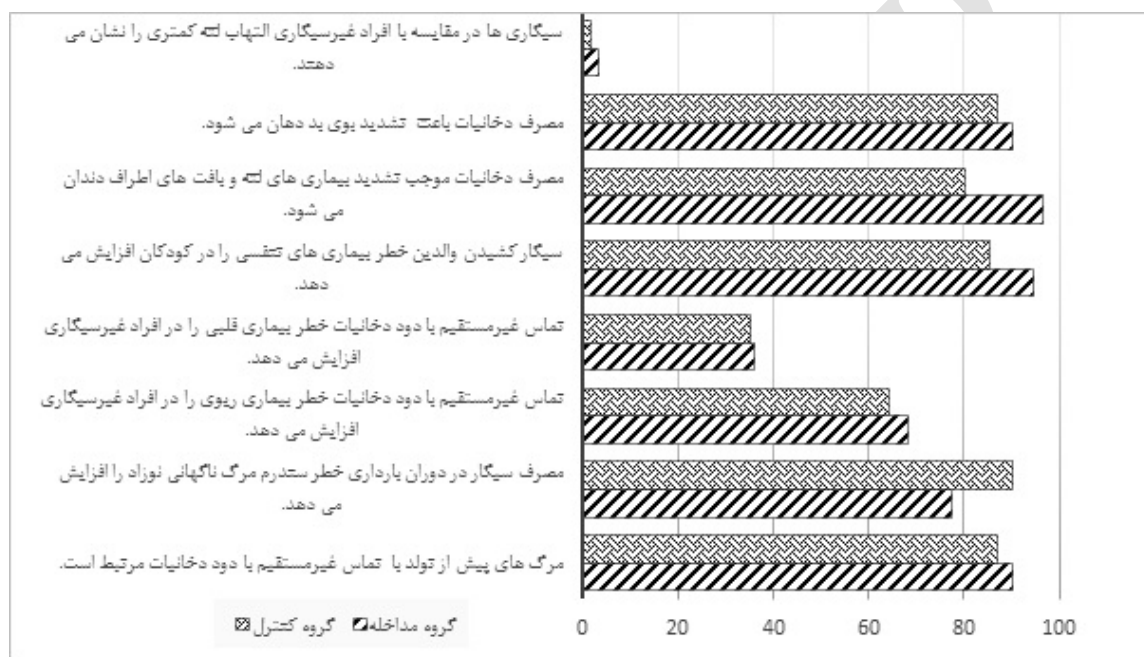 سیگاری ها در مقایسه با افراد غیرسیگاری التهاب لثه کمتری را نشان می
دهند.
مصرف دخانیات باعث تشدید بوی بد دهان می شود.
مصرف دخانیات موجب تشدید بیماری های لثه و بافت های اطراف دندان
می شود.
سیگار کشیدن والدین خطر بیماری های تنفسی را در کودکان افزایش می
دهد.
تماس غیرمستقیم با دود دخانیات خطر بیماری قلبی را در افراد غیرسیگاری
افزایش می دهد.
تماس غیرمستقیم با دود دخانیات خطر بیماری ریوی را در افراد غیرسیگاری
افزایش می دهد.
مصرف سیگار در دوران بارداری خطر سندرم مرگ ناگهانی نوزاد را افزایش
می دهد.
مرگ های پیش از تولد با تماس غیرمستقیم با دود دخانیات مرتبط است.
گروه مداخله گروه کنترل
0 20 40 60 80 100